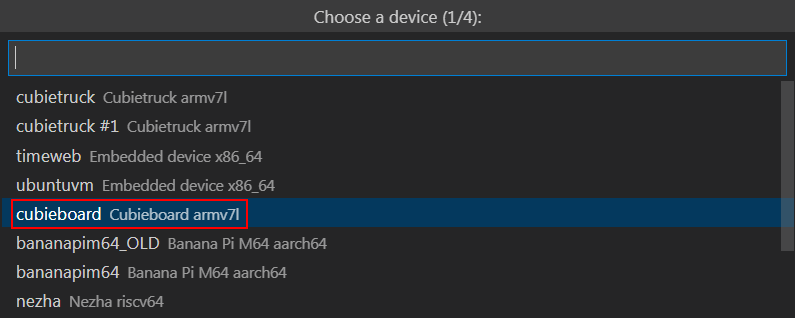 Choose a device (1/4):
cubietruck Cubietruck armv7l
cubietruck #1 Cubietruck armv7l
timeweb Embedded device x86_64
ubuntuvm Embedded device x86_64
cubieboard Cubieboard armv7l
bananapim64_OLD Banana Pi M64 aarch64
bananapim64 Banana Pi M64 aarch64
nezha Nezha riscv64